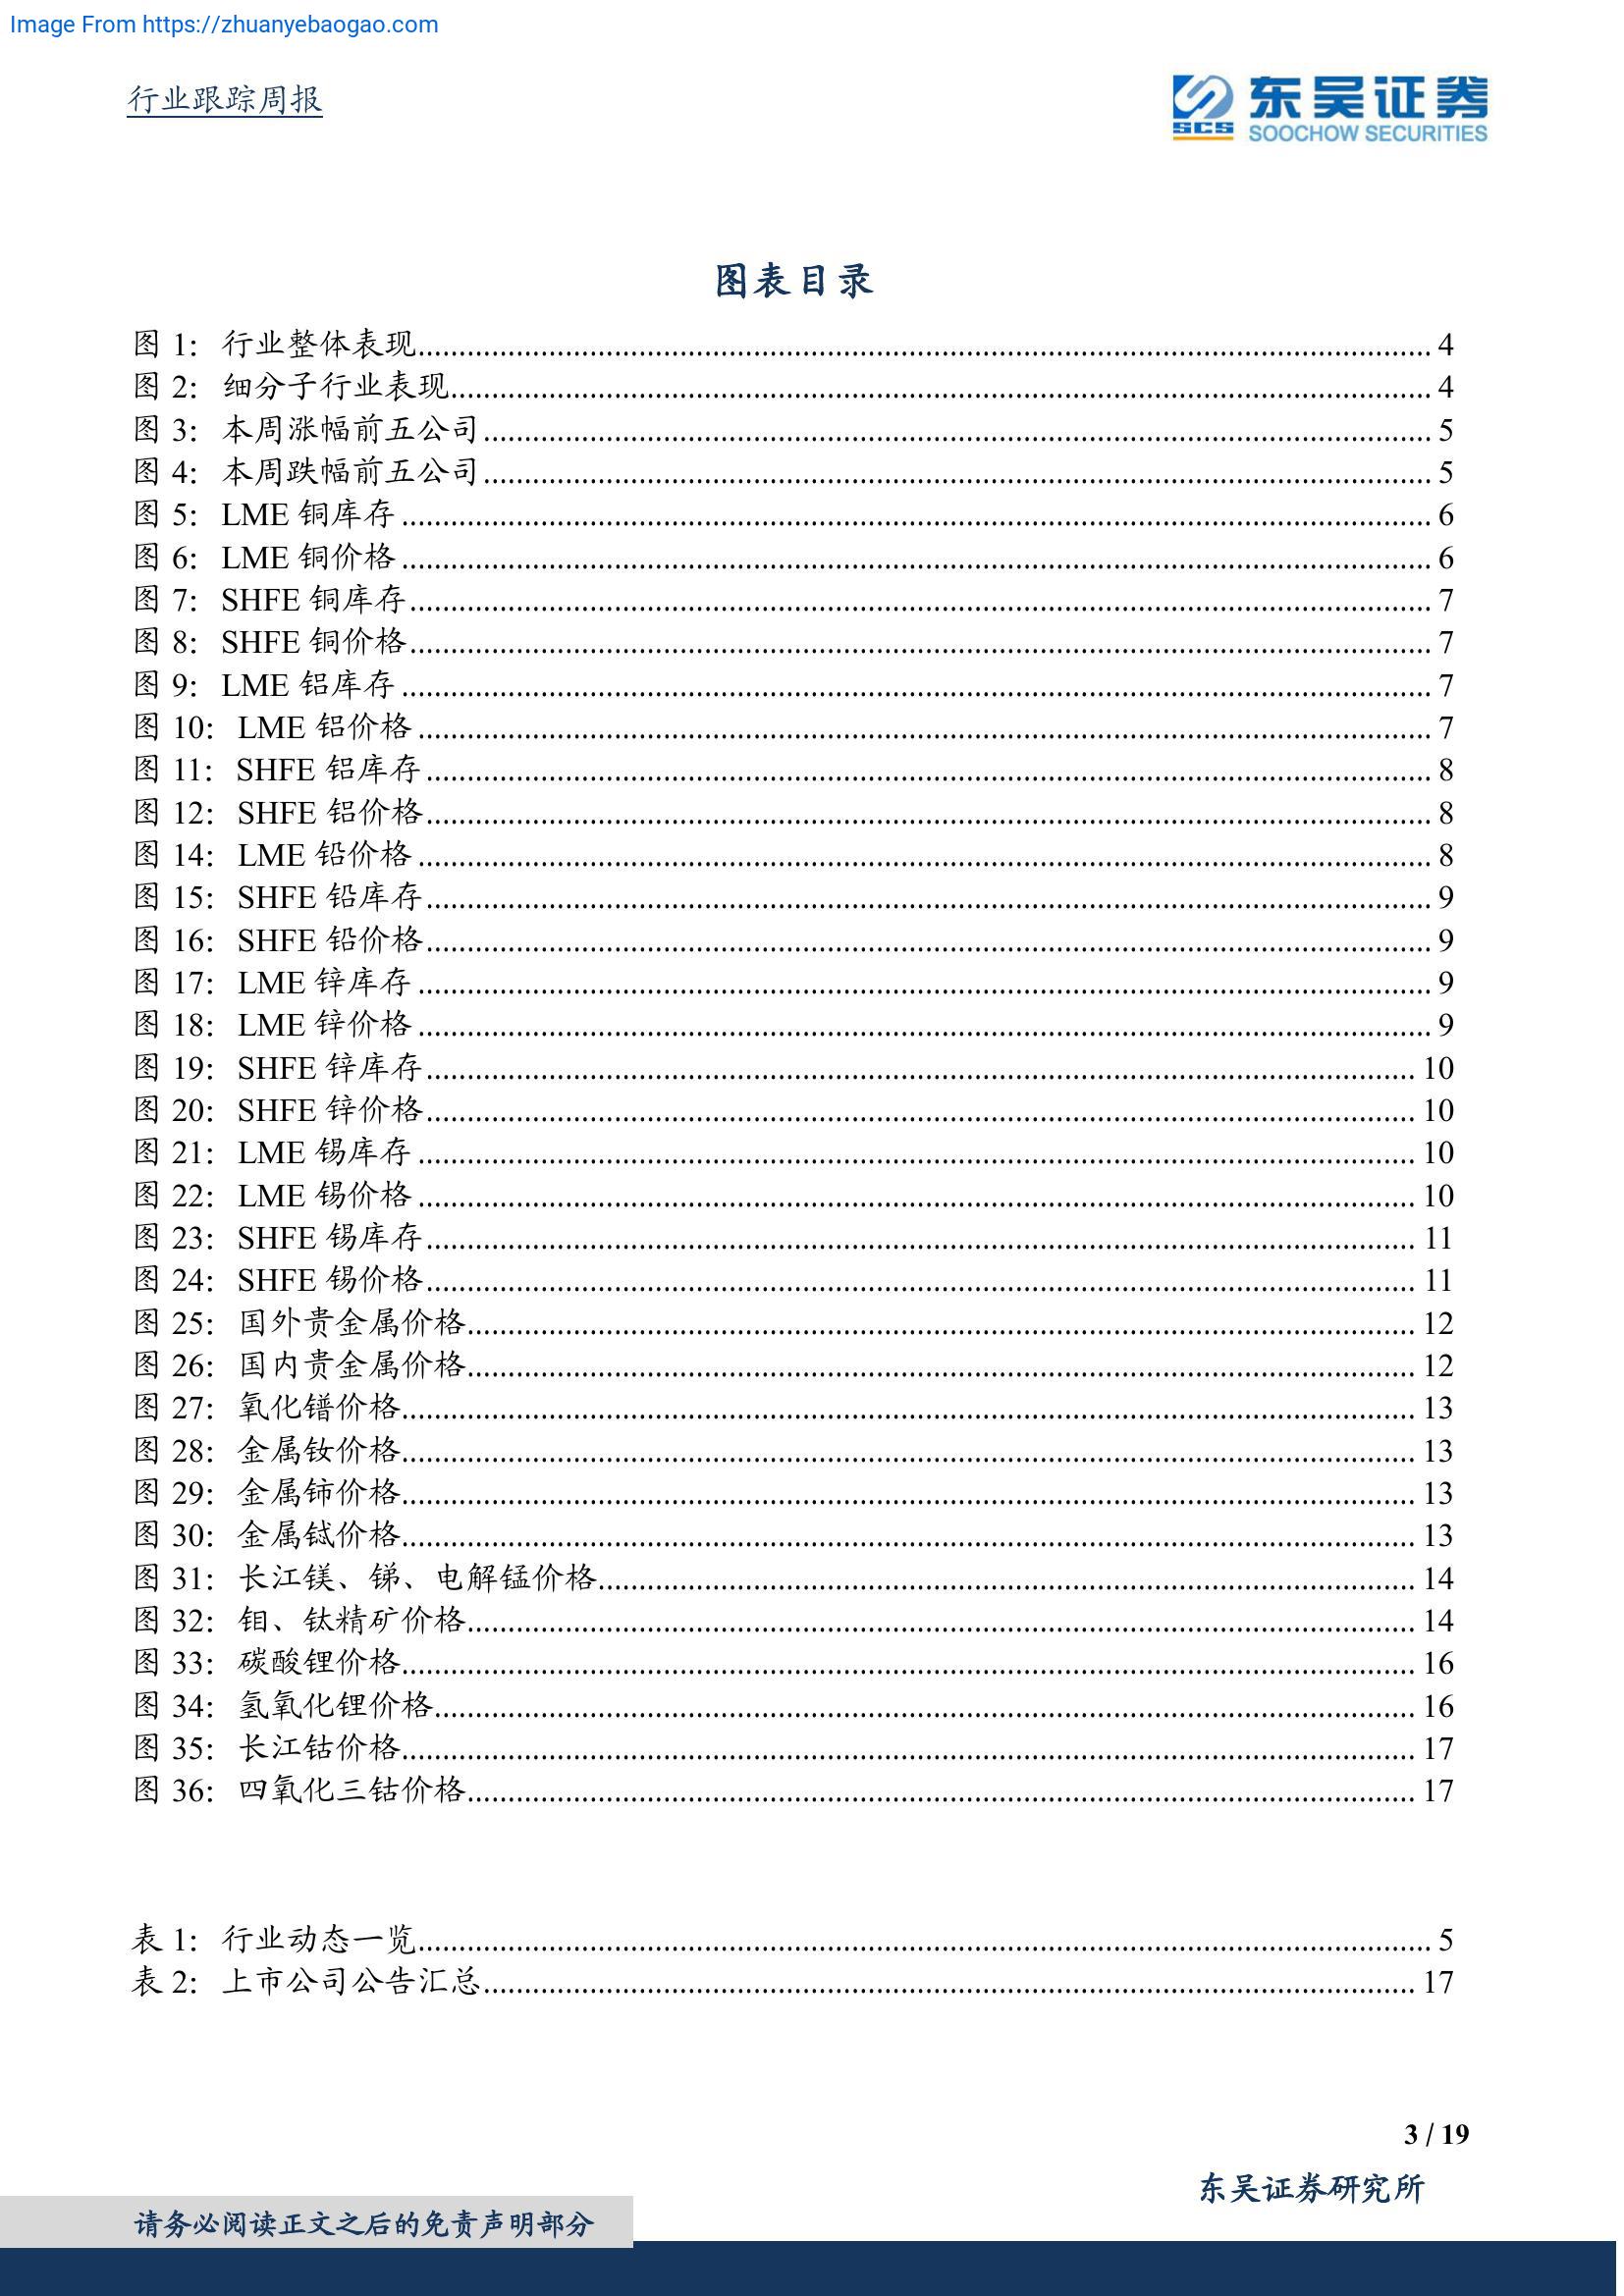 Image From https://zhuanyebaogao.com
行业跟踪周报
SCS 东吴证券
SOOCHOW SECURITIES
图表目录
图 1: 行业整体表现 4
图 2: 细分子行业表现 4
图 3: 本周涨幅前五公司 5
图 4: 本周跌幅前五公司 5
图 5: LME 铜库存 6
图 6: LME 铜价格 6
图 7: SHFE 铜库存 7
图 8: SHFE 铜价格 7
图 9: LME 铝库存 7
图 10: LME 铝价格 7
图 11: SHFE 铝库存 8
图 12: SHFE 铝价格 8
图 14: LME 铅价格 8
图 15: SHFE 铅库存 9
图 16: SHFE 铅价格 9
图 17: LME 锌库存 9
图 18: LME 锌价格 9
图 19: SHFE 锌库存 10
图 20: SHFE 锌价格 10
图 21: LME 锡库存 10
图 22: LME 锡价格 10
图 23: SHFE 锡库存 11
图 24: SHFE 锡价格 11
图 25: 国外贵金属价格 12
图 26: 国内贵金属价格 12
图 27: 氧化镨价格 13
图 28: 金属钕价格 13
图 29: 金属铈价格 13
图 30: 金属铽价格 13
图 31: 长江镁、锑、电解锰价格 14
图 32: 钼、钛精矿价格 14
图 33: 碳酸锂价格 16
图 34: 氢氧化锂价格 16
图 35: 长江钴价格 17
图 36: 四氧化三钴价格 17
表 1: 行业动态一览 5
表 2: 上市公司公告汇总 17
3 / 19
东吴证券研究所
请务必阅读正文之后的免责声明部分